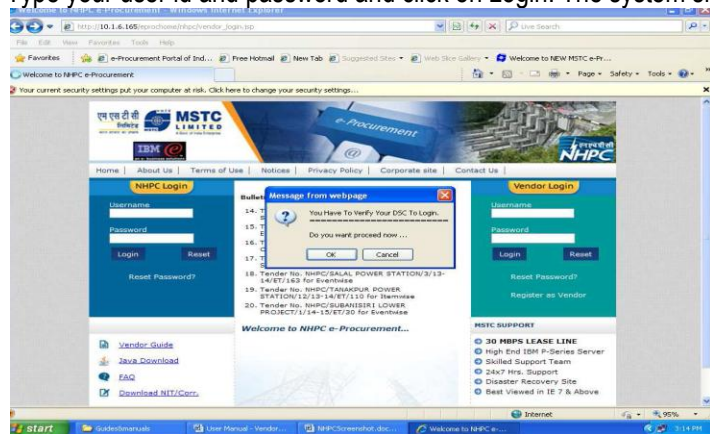 Type your user id and password and click on Login. The system
Welcome to NHPC e-Procurement - Windows Internet Explorer
http://10.1.6.165/eprochome/nhpc/vendor_login.jsp
Live Search
File Edit View Favorites Tools Help
Favorites e-Procurement Portal of Ind... Free Hotmail New Tab Suggested Sites Web Slice Gallery Welcome to NEW MSTC e-Pr...
Welcome to NHPC e-Procurement
Page Safety Tools
Your current security settings put your computer at risk. Click here to change your security settings...
एम एस टी सी
लिमिटेड
MSTC
LIMITED
IBM
e-Procurement
@
एनएचपीसी
NHPC
Home | About Us | Terms of Use | Notices | Privacy Policy | Corporate site | Contact Us |
NHPC Login
Username
Password
Login Reset
Reset Password?
Message from webpage
You Have To Verify Your DSC To Login.
Do you want proceed now ...
OK Cancel
14. T
15. T
16. T
17. T
18. Tender No. NHPC/SALAL POWER STATION/3/13-
14/ET/163 for Eventwise
19. Tender No. NHPC/TANAKPUR POWER
STATION/12/13-14/ET/110 for Itemwise
20. Tender No. NHPC/SUBANISIRI LOWER
PROJECT/1/14-15/ET/20 for Eventwise
Welcome to NHPC e-Procurement...
Vendor Login
Username
Password
Login Reset
Reset Password?
Register as Vendor
Vendor Guide
Java Download
FAQ
Download NIT/Corr.
MSTC SUPPORT
30 MBPS LEASE LINE
High End IBM P-Series Server
Skilled Support Team
24x7 Hrs. Support
Disaster Recovery Site
Best Viewed in IE 7 & Above
Internet 95%
start Guides&manuals User Manual - Vendor... NHPCScreenshot.doc... Welcome to NHPC e-... 3:14 PM